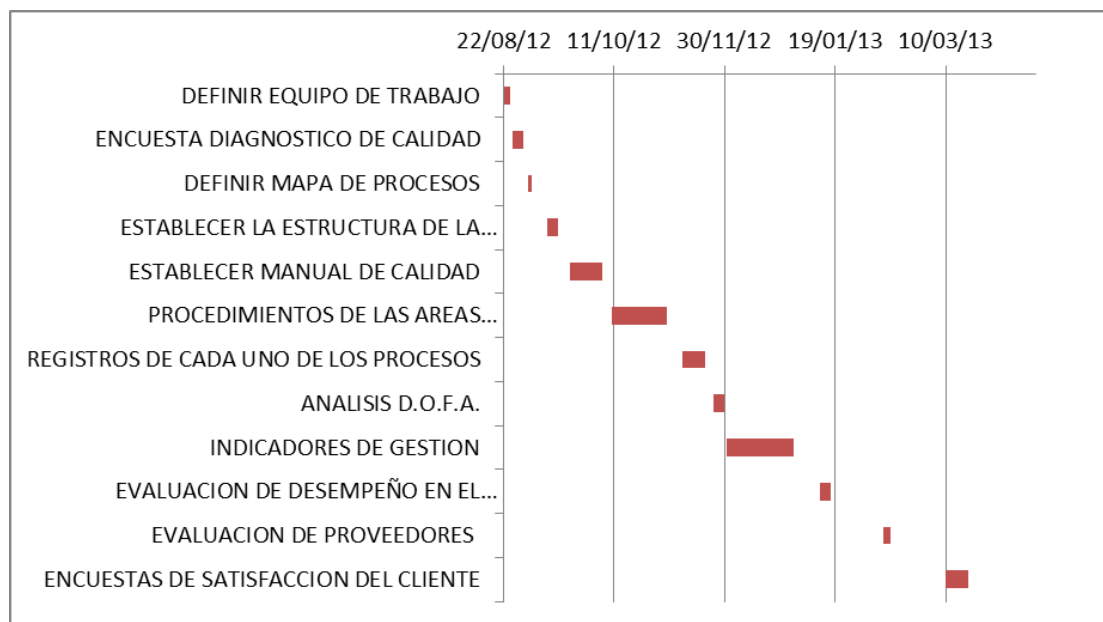 22/08/12 11/10/12 30/11/12 19/01/13 10/03/13
DEFINIR EQUIPO DE TRABAJO
ENCUESTA DIAGNOSTICO DE CALIDAD
DEFINIR MAPA DE PROCESOS
ESTABLECER LA ESTRUCTURA DE LA...
ESTABLECER MANUAL DE CALIDAD
PROCEDIMIENTOS DE LAS AREAS...
REGISTROS DE CADA UNO DE LOS PROCESOS
ANALISIS D.O.F.A.
INDICADORES DE GESTION
EVALUACION DE DESEMPEÑO EN EL...
EVALUACION DE PROVEEDORES
ENCUESTAS DE SATISFACCION DEL CLIENTE